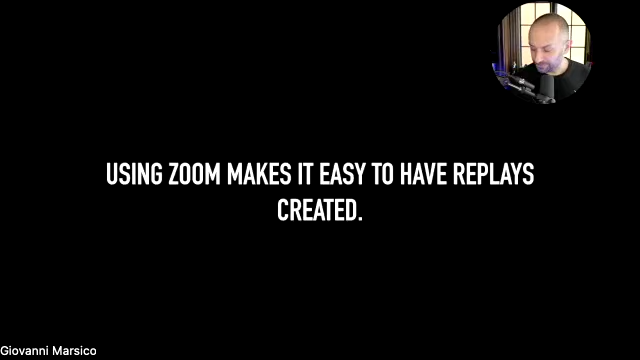 USING ZOOM MAKES IT EASY TO HAVE REPLAYS
CREATED.
Giovanni Marsico